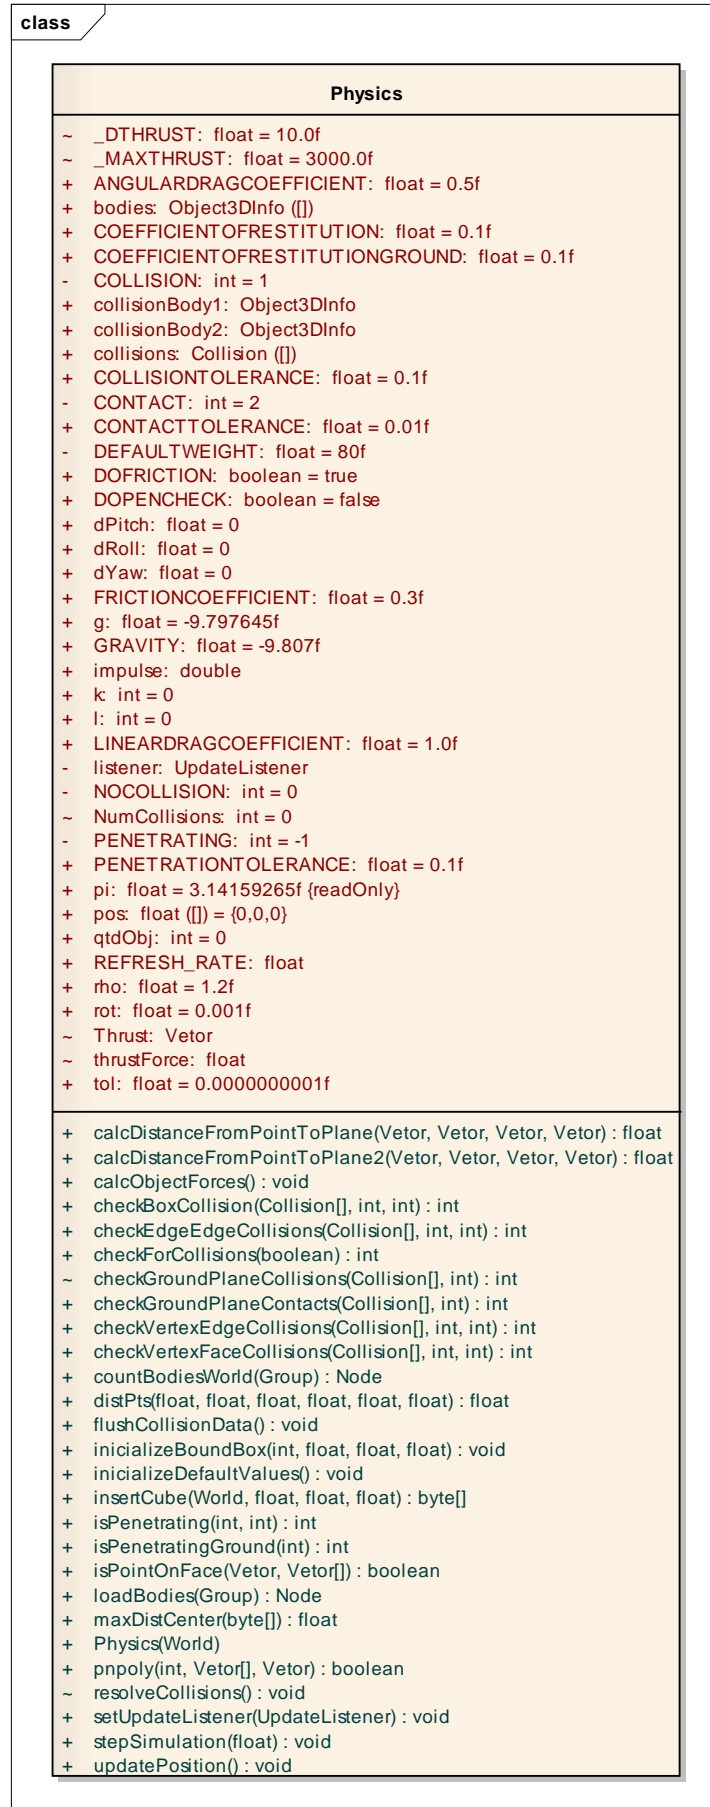 class
Physics
~ _DTHRUST: float = 10.0f
~ _MAXTHRUST: float = 3000.0f
+ ANGULARDRAGCOEFFICIENT: float = 0.5f
+ bodies: Object3DInfo ([])
+ COEFFICIENTOFRESTITUTION: float = 0.1f
+ COEFFICIENTOFRESTITUTIONGROUND: float = 0.1f
- COLLISION: int = 1
+ collisionBody1: Object3DInfo
+ collisionBody2: Object3DInfo
+ collisions: Collision ([])
+ COLLISIONTOLERANCE: float = 0.1f
- CONTACT: int = 2
+ CONTACTTOLERANCE: float = 0.01f
- DEFAULTWEIGHT: float = 80f
+ DOFRICTION: boolean = true
+ DOPENCHECK: boolean = false
+ dPitch: float = 0
+ dRoll: float = 0
+ dYaw: float = 0
+ FRICTIONCOEFFICIENT: float = 0.3f
+ g: float = -9.797645f
+ GRAVITY: float = -9.807f
+ impulse: double
+ k: int = 0
+ l: int = 0
+ LINEARDRAGCOEFFICIENT: float = 1.0f
- listener: UpdateListener
- NOCOLLISION: int = 0
~ NumCollisions: int = 0
- PENETRATING: int = -1
+ PENETRATIONTOLERANCE: float = 0.1f
+ pi: float = 3.14159265f {readOnly}
+ pos: float ([]) = {0,0,0}
+ qtdObj: int = 0
+ REFRESH_RATE: float
+ rho: float = 1.2f
+ rot: float = 0.001f
~ Thrust: Vetor
~ thrustForce: float
+ tol: float = 0.0000000001f
+ calcDistanceFromPointToPlane(Vetor, Vetor, Vetor, Vetor) : float
+ calcDistanceFromPointToPlane2(Vetor, Vetor, Vetor, Vetor) : float
+ calcObjectForces() : void
+ checkBoxCollision(Collision[], int, int) : int
+ checkEdgeEdgeCollisions(Collision[], int, int) : int
+ checkForCollisions(boolean) : int
~ checkGroundPlaneCollisions(Collision[], int) : int
+ checkGroundPlaneContacts(Collision[], int) : int
+ checkVertexEdgeCollisions(Collision[], int, int) : int
+ checkVertexFaceCollisions(Collision[], int, int) : int
+ countBodiesWorld(Group) : Node
+ distPts(float, float, float, float, float, float) : float
+ flushCollisionData() : void
+ inicializeBoundBox(int, float, float, float) : void
+ inicializeDefaultValues() : void
+ insertCube(World, float, float, float) : byte[]
+ isPenetrating(int, int) : int
+ isPenetratingGround(int) : int
+ isPointOnFace(Vetor, Vetor[]) : boolean
+ loadBodies(Group) : Node
+ maxDistCenter(byte[]) : float
+ Physics(World)
+ pnpoly(int, Vetor[], Vetor) : boolean
~ resolveCollisions() : void
+ setUpdateListener(UpdateListener) : void
+ stepSimulation(float) : void
+ updatePosition() : void